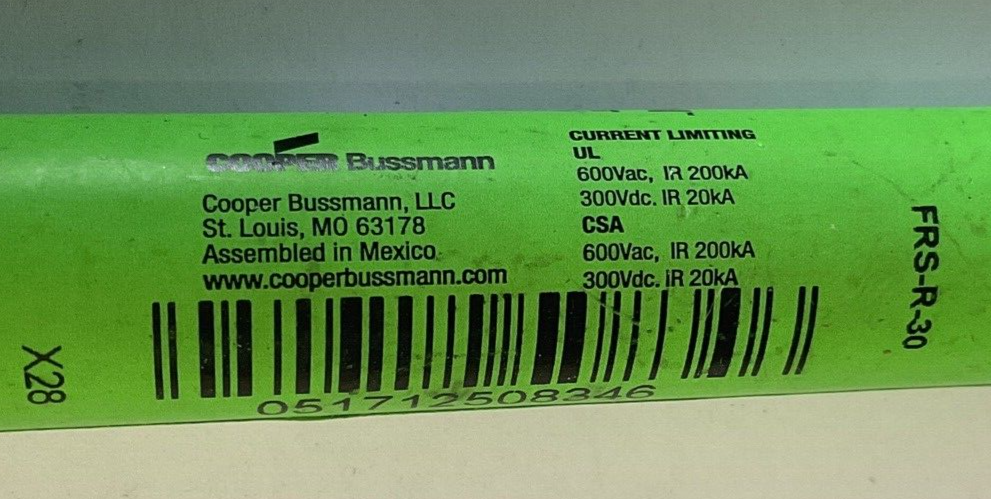 COOPER Bussmann
Cooper Bussmann, LLC
St. Louis, MO 63178
Assembled in Mexico
www.cooperbussmann.com
CURRENT LIMITING
UL
600Vac, IR 200kA
300Vdc. IR 20kA
CSA
600Vac, IR 200kA
300Vdc. IR 20kA
FRS-R-30
X28
051712508346